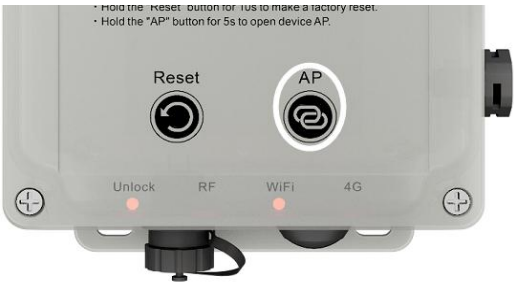 · Hold the "Reset" button for 10s to make a factory reset.
· Hold the "AP" button for 5s to open device AP.
Reset
AP
Unlock RF WiFi 4G